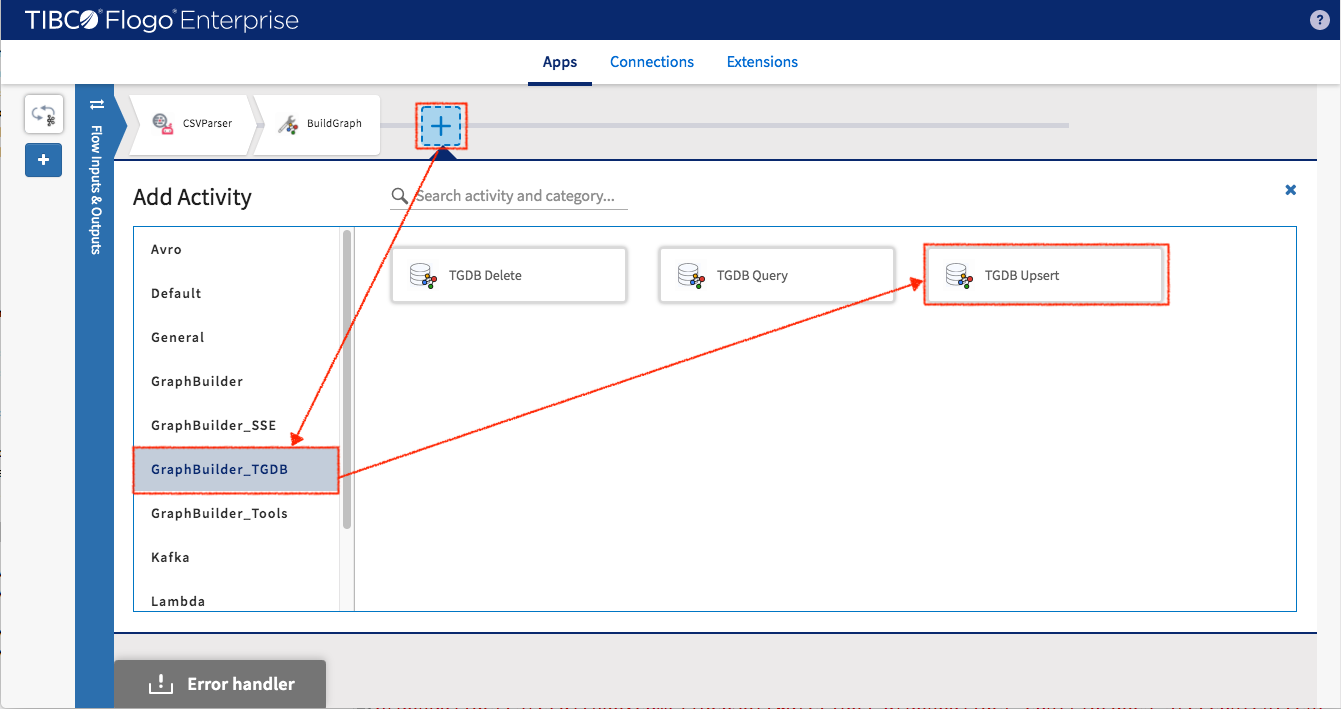 TIBCO® Flogo® Enterprise
?
Apps
Connections
Extensions
Flow Inputs & Outputs
CSVParser
BuildGraph
Add Activity
Search activity and category...
Avro
Default
General
GraphBuilder
GraphBuilder_SSE
GraphBuilder_TGDB
GraphBuilder_Tools
Kafka
Lambda
TGDB Delete
TGDB Query
TGDB Upsert
Error handler